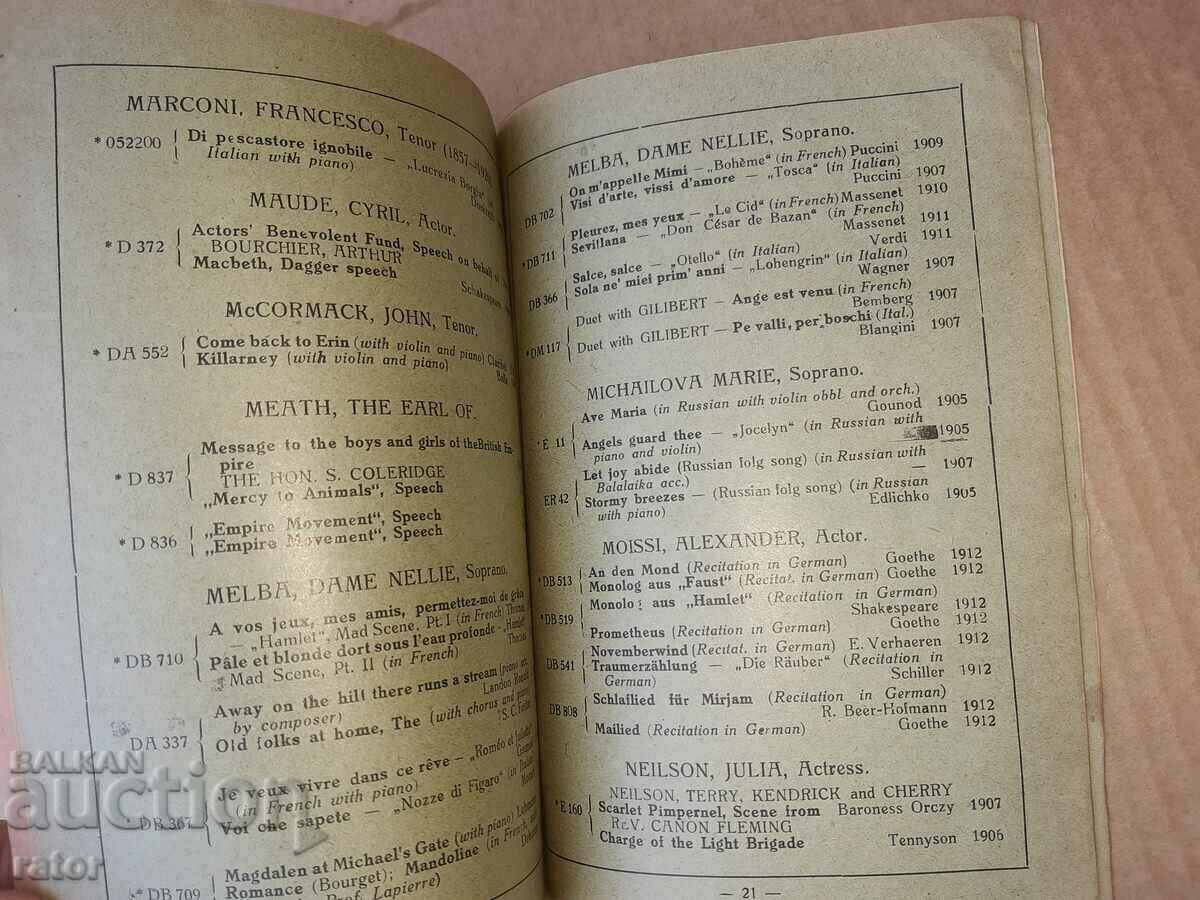 MARCONI, FRANCESCO, Tenor
* 052200 Di pescastore ignobile — „Lucrezia
Italian with piano)
MAUDE, CYRIL, Actor.
* D 372 Actors' Benevolent Fund, Speech on behalf of
BOURCHIER, ARTHUR
Macbeth, Dagger speech
Shakespeare
McCORMACK, JOHN, Tenor.
* DA 552 Come back to Erin (with violin and piano)
Killarney (with violin and piano)
MEATH, THE EARL OF.
Message to the boys and girls of the British Em-
pire
* D 837 THE HON. S. COLERIDGE
„Mercy to Animals“, Speech
* D 836 „Empire Movement“, Speech
„Empire Movement“, Speech
MELBA, DAME NELLIE, Soprano.
A vos jeux, mes amis, permettez-moi de
— „Hamlet“, Mad Scene, Pt. I (in French)
* DB 710 Pâle et blonde dort sous l'eau profonde - „Hamlet“
Mad Scene, Pt. II (in French)
Away on the hill there runs a stream (piano
by composer) Landon
DA 337 Old folks at home, The (with chorus and
S. C.
Je veux vivre dans ce rêve — „Roméo et
(in French with piano)
* DB 367 Voi che sapete — „Nozze di Figaro“ (in
Magdalen at Michael's Gate (with piano)
* DB 709 Romance (Bourget); Mandoline (in French,
Prof. Lapierre)
MELBA, DAME NELLIE, Soprano.
On m'appelle Mimi — „Bohème“ (in French) Puccini 1909
DB 702 Visi d'arte, vissi d'amore — „Tosca“ (in Italian)
Puccini 1907
Pleurez, mes yeux — „Le Cid“ (in French) Massenet 1910
*DB 711 Sevillana — „Don César de Bazan“ (in French)
Massenet 1911
Salce, salce — „Otello“ (in Italian) Verdi 1911
DB 366 Sola ne' miei prim' anni — „Lohengrin“ (in Italian)
Wagner 1907
Duet with GILIBERT — Ange est venu (in French)
Bemberg 1907
*DM 117 Duet with GILIBERT — Pe valli, per boschi (Ital.)
Blangini 1907
MICHAILOVA MARIE, Soprano.
Ave Maria (in Russian with violin obbl and orch.)
Gounod 1905
*E 11 Angels guard thee — „Jocelyn“ (in Russian with
piano and violin) 1905
Let joy abide (Russian folg song) (in Russian with
Balalaika acc.) — 1907
ER 42 Stormy breezes — (Russian folg song) (in Russian
with piano) Edlichko 1905
MOISSI, ALEXANDER, Actor.
An den Mond (Recitation in German) Goethe 1912
*DB 513 Monolog aus „Faust“ (Recitat. in German) Goethe 1912
Monolog aus „Hamlet“ (Recitation in German)
Shakespeare 1912
*DB 519 Prometheus (Recitation in German) Goethe 1912
Novemberwind (Recitat. in German) E. Verhaeren 1912
DB 541 Traumerzählung — „Die Räuber“ (Recitation in
German) Schiller 1912
Schlaflied für Mirjam (Recitation in German)
DB 808 R. Beer-Hofmann 1912
Mailied (Recitation in German) Goethe 1912
NEILSON, JULIA, Actress.
NEILSON, TERRY, KENDRICK and CHERRY
*E 160 Scarlet Pimpernel, Scene from Baroness Orczy 1907
REV. CANON FLEMING
Charge of the Light Brigade Tennyson 1906
— 21 —
BALKAN
auction
rator